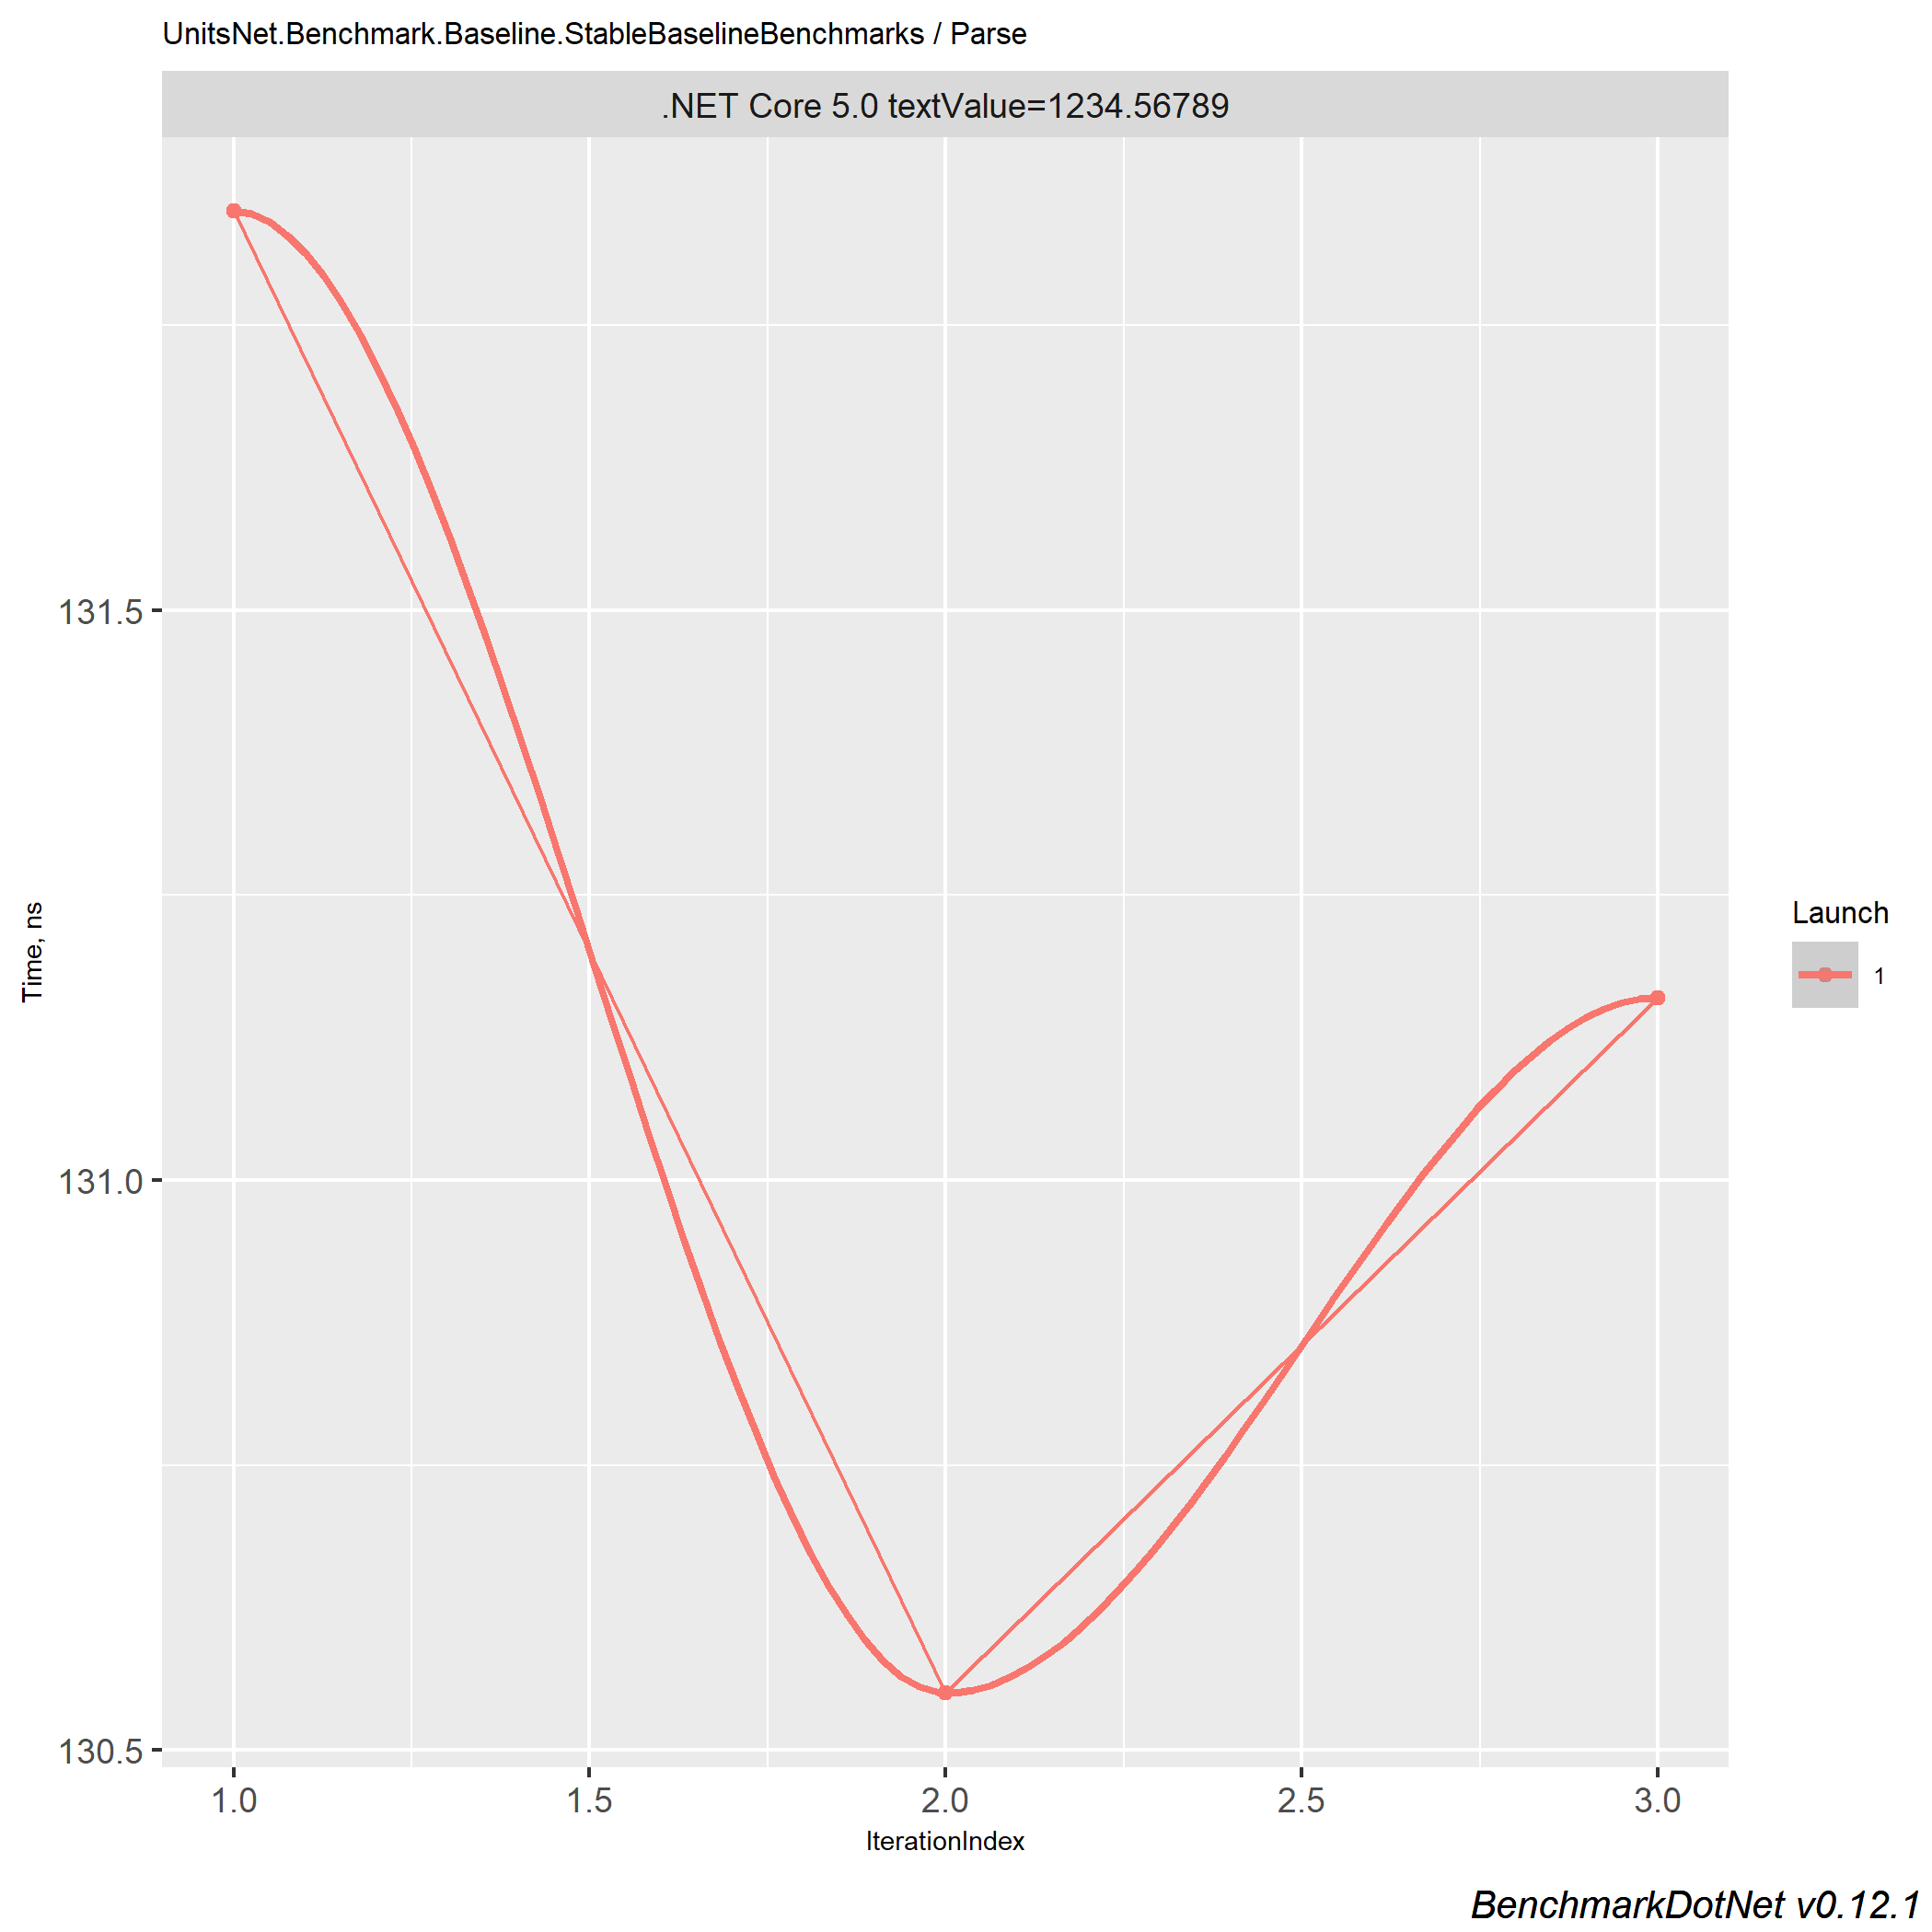 UnitsNet.Benchmark.Baseline.StableBaselineBenchmarks / Parse
.NET Core 5.0 textValue=1234.56789
131.5
131.0
130.5
Time, ns
1.0 1.5 2.0 2.5 3.0
IterationIndex
Launch
1
BenchmarkDotNet v0.12.1